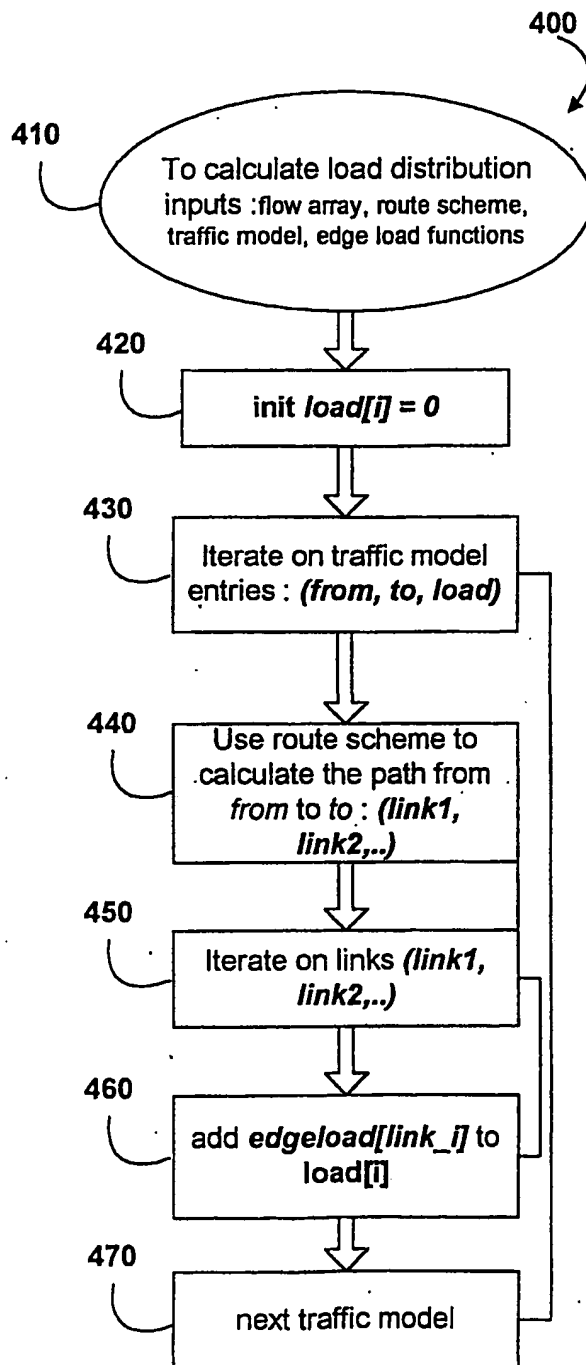 400
410
To calculate load distribution
inputs :flow array, route scheme,
traffic model, edge load functions
420
init load[i] = 0
430
Iterate on traffic model
entries : (from, to, load)
440
Use route scheme to
calculate the path from
from to to : (link1,
link2,..)
450
Iterate on links (link1,
link2,..)
460
add edgeload[link_i] to
load[i]
470
next traffic model